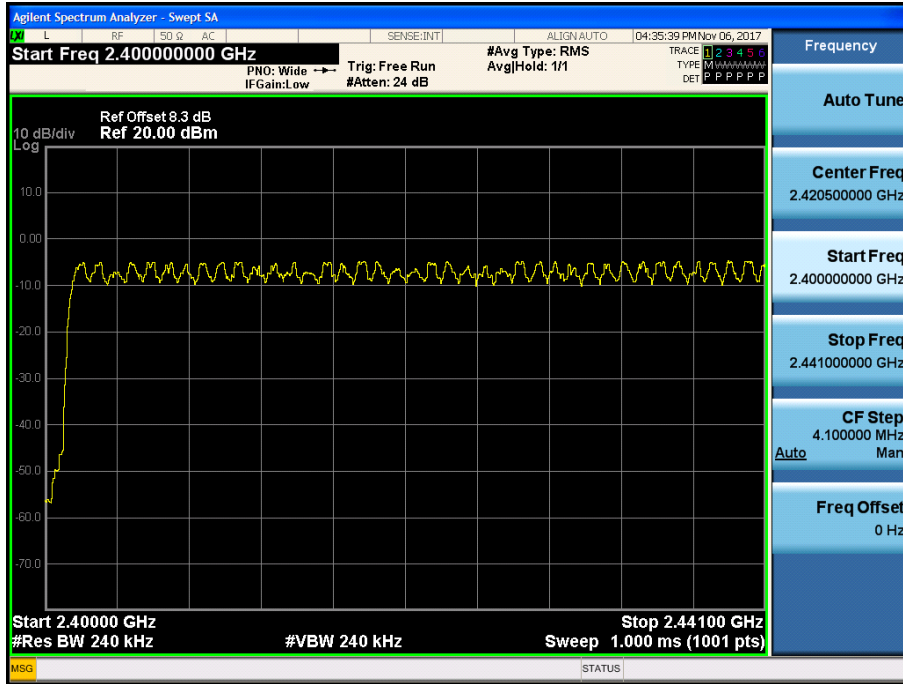 Agilent Spectrum Analyzer - Swept SA
LXI L RF 50 Ω AC SENSE:INT ALIGN AUTO 04:35:39 PM Nov 06, 2017
Start Freq 2.400000000 GHz
PNO: Wide
IFGain:Low
Trig: Free Run
#Atten: 24 dB
#Avg Type: RMS
Avg|Hold: 1/1
TRACE 1 2 3 4 5 6
TYPE M WWWWW
DET P P P P P P
Ref Offset 8.3 dB
10 dB/div Ref 20.00 dBm
Log
10.0
0.00
-10.0
-20.0
-30.0
-40.0
-50.0
-60.0
-70.0
Start 2.40000 GHz Stop 2.44100 GHz
#Res BW 240 kHz #VBW 240 kHz Sweep 1.000 ms (1001 pts)
MSG STATUS
Frequency
Auto Tune
Center Freq
2.420500000 GHz
Start Freq
2.400000000 GHz
Stop Freq
2.441000000 GHz
CF Step
4.100000 MHz
Auto Man
Freq Offset
0 Hz